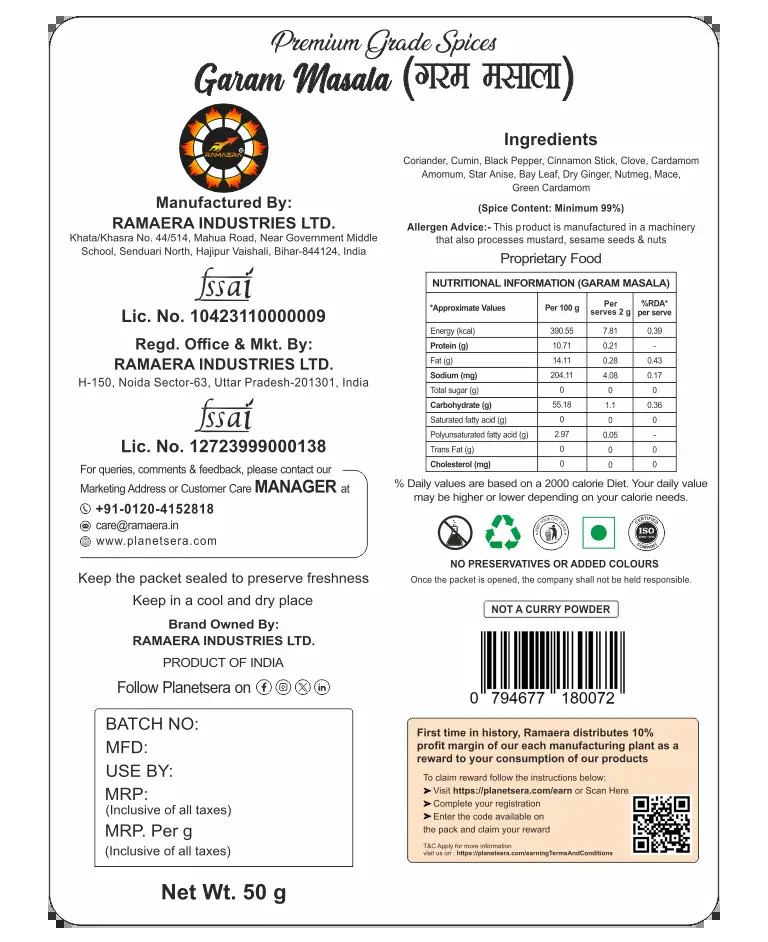 Premium Grade Spices
Garam Masala (गरम मसाला)
RAMAERA
Manufactured By:
RAMAERA INDUSTRIES LTD.
Khata/Khasra No. 44/514, Mahua Road, Near Government Middle
School, Senduari North, Hajipur Vaishali, Bihar-844124, India
fssai
Lic. No. 10423110000009
Regd. Office & Mkt. By:
RAMAERA INDUSTRIES LTD.
H-150, Noida Sector-63, Uttar Pradesh-201301, India
fssai
Lic. No. 12723999000138
For queries, comments & feedback, please contact our
Marketing Address or Customer Care MANAGER at
+91-0120-4152818
care@ramaera.in
www.planetsera.com
Keep the packet sealed to preserve freshness
Keep in a cool and dry place
Brand Owned By:
RAMAERA INDUSTRIES LTD.
PRODUCT OF INDIA
Follow Planetsera on
BATCH NO:
MFD:
USE BY:
MRP:
(Inclusive of all taxes)
MRP. Per g
(Inclusive of all taxes)
Net Wt. 50 g
Ingredients
Coriander, Cumin, Black Pepper, Cinnamon Stick, Clove, Cardamom
Amomum, Star Anise, Bay Leaf, Dry Ginger, Nutmeg, Mace,
Green Cardamom
(Spice Content: Minimum 99%)
Allergen Advice:- This product is manufactured in a machinery
that also processes mustard, sesame seeds & nuts
Proprietary Food
NUTRITIONAL INFORMATION (GARAM MASALA)
*Approximate Values Per 100 g Per serves 2 g %RDA* per serve
Energy (kcal) 390.55 7.81 0.39
Protein (g) 10.71 0.21 -
Fat (g) 14.11 0.28 0.43
Sodium (mg) 204.11 4.08 0.17
Total sugar (g) 0 0 0
Carbohydrate (g) 55.18 1.1 0.36
Saturated fatty acid (g) 0 0 0
Polyunsaturated fatty acid (g) 2.97 0.05 -
Trans Fat (g) 0 0 0
Cholesterol (mg) 0 0 0
% Daily values are based on a 2000 calorie Diet. Your daily value
may be higher or lower depending on your calorie needs.
CERTIFIED
ISO
COMPANY
NO PRESERVATIVES OR ADDED COLOURS
Once the packet is opened, the company shall not be held responsible.
NOT A CURRY POWDER
0 794677 180072
First time in history, Ramaera distributes 10%
profit margin of our each manufacturing plant as a
reward to your consumption of our products
To claim reward follow the instructions below:
➤ Visit https://planetsera.com/earn or Scan Here
➤ Complete your registration
➤ Enter the code available on
the pack and claim your reward
T&C Apply for more information
visit us on : https://planetsera.com/earningTermsAndConditions